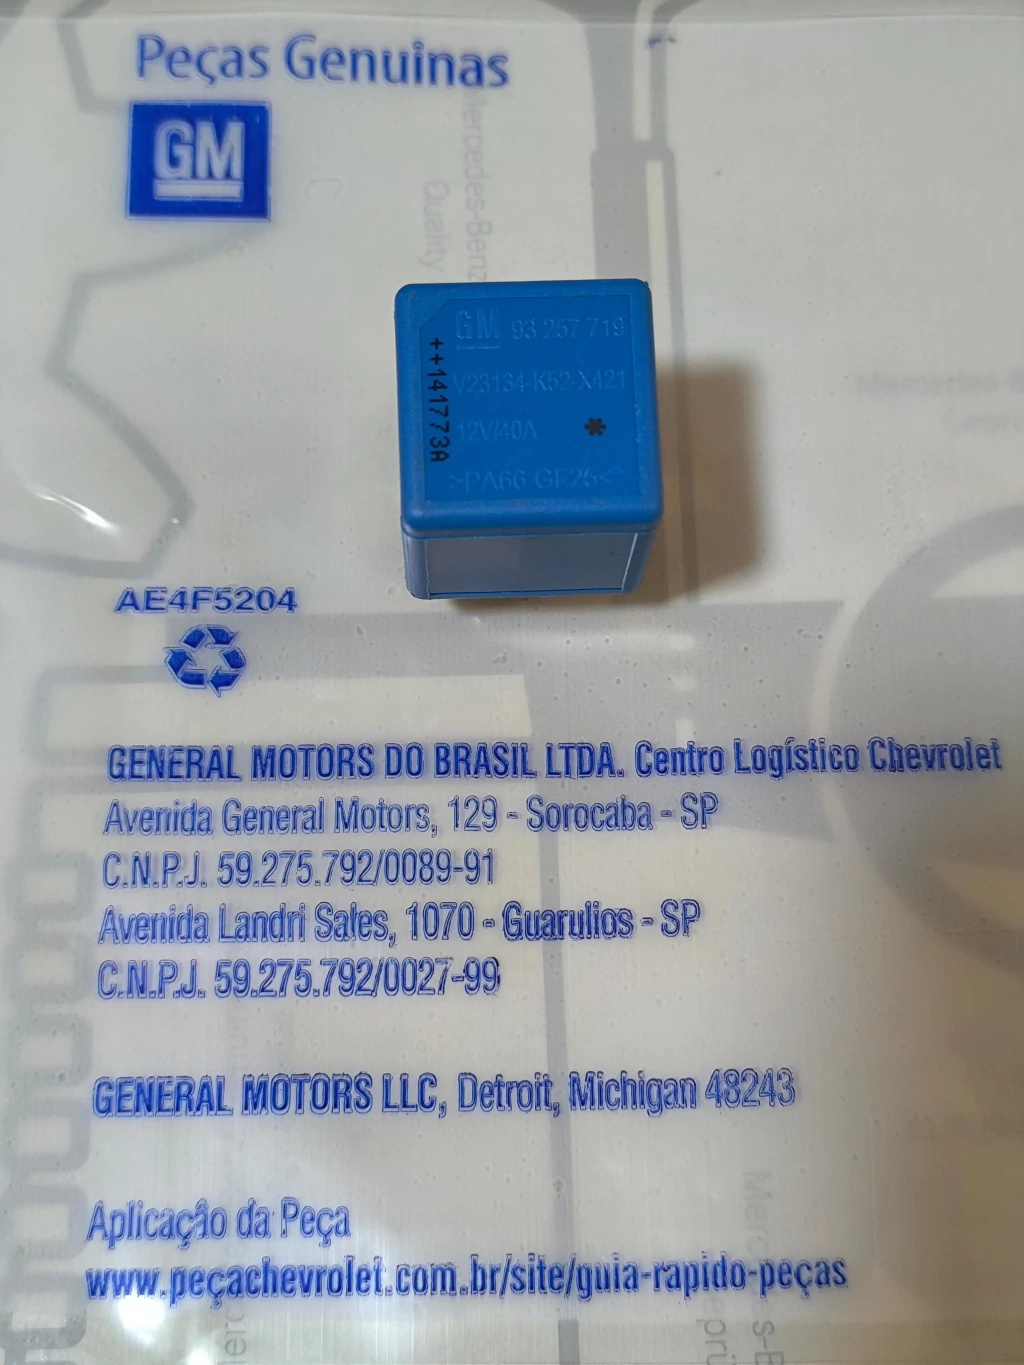 Peças Genuinas
GM
Mercedes-Benz
Quality
GM 93 257 719
V23134-K52-X421
12V/40A *
>PA66 GF25<
++141773A
AE4F5204
GENERAL MOTORS DO BRASIL LTDA. Centro Logístico Chevrolet
Avenida General Motors, 129 - Sorocaba - SP
C.N.P.J. 59.275.792/0089-91
Avenida Landri Sales, 1070 - Guarulios - SP
C.N.P.J. 59.275.792/0027-99
GENERAL MOTORS LLC, Detroit, Michigan 48243
Aplicação da Peça
www.peçachevrolet.com.br/site/guia-rapido-peças